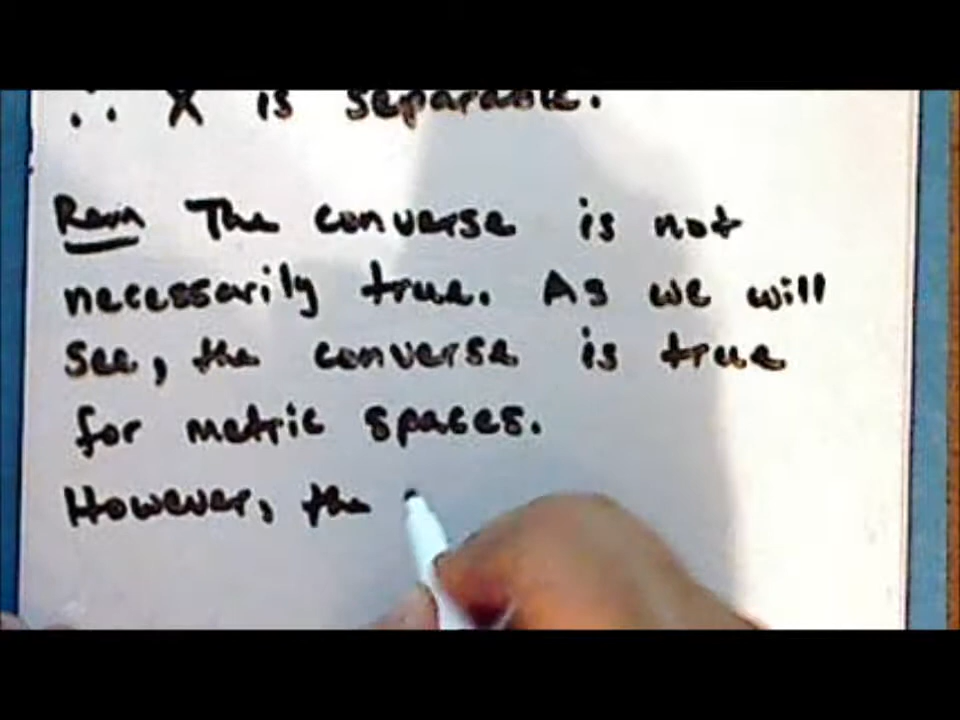 ∴ X is separable.
Rem The converse is not
necessarily true. As we will
see, the converse is true
for metric spaces.
However, the